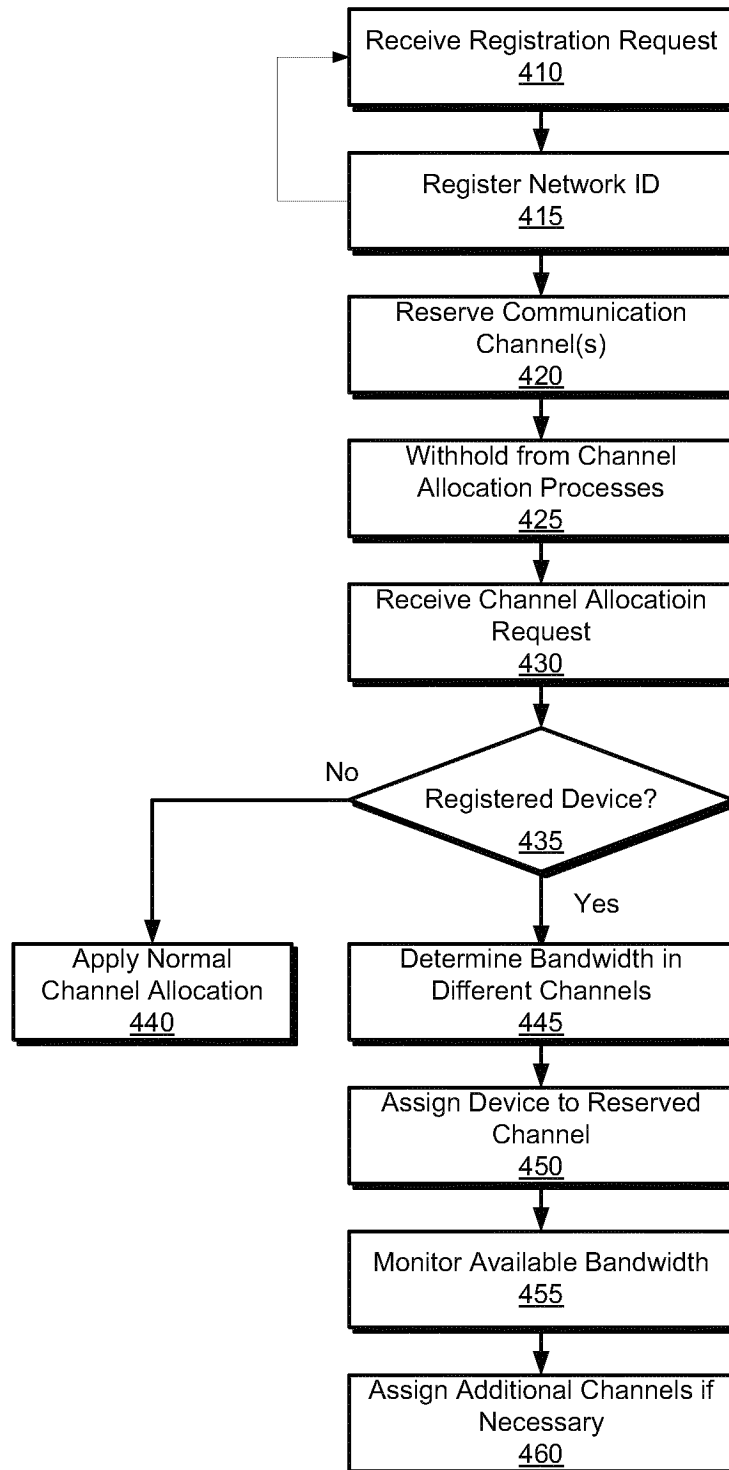 Receive Registration Request
410
Register Network ID
415
Reserve Communication
Channel(s)
420
Withhold from Channel
Allocation Processes
425
Receive Channel Allocatioin
Request
430
Registered Device?
435
No
Yes
Apply Normal
Channel Allocation
440
Determine Bandwidth in
Different Channels
445
Assign Device to Reserved
Channel
450
Monitor Available Bandwidth
455
Assign Additional Channels if
Necessary
460